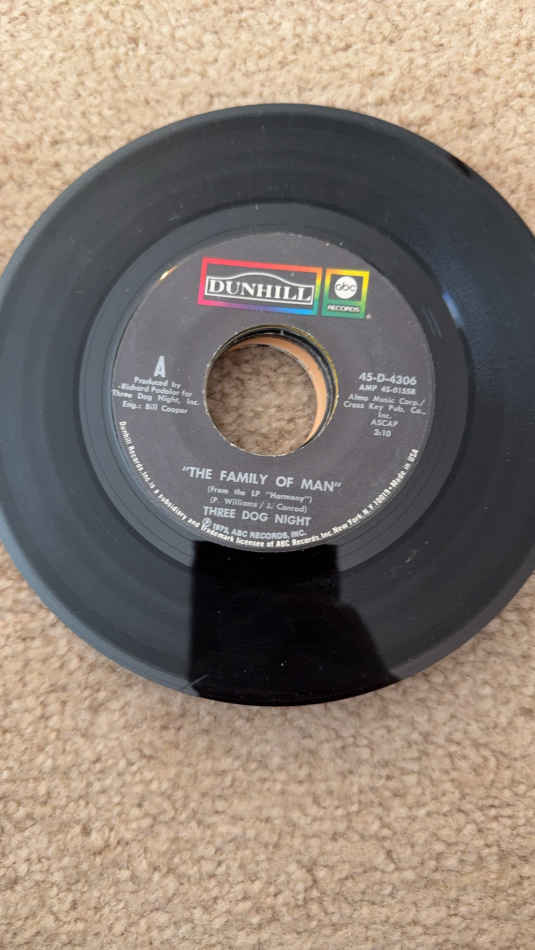 DUNHILL
abc
RECORDS
A
Produced by
Richard Podolor for
Three Dog Night, Inc.
Eng.: Bill Cooper
45-D-4306
AMP 45-0155R
Almo Music Corp./
Cross Key Pub. Co.,
Inc.
ASCAP
3:10
"THE FAMILY OF MAN"
(From the LP "Harmony")
(P. Williams / J. Conrad)
THREE DOG NIGHT
Ⓟ 1972, ABC RECORDS, INC.
Dunhill Records, Inc. is a subsidiary and trademark licensee of ABC Records, Inc. New York, N.Y. 10019 • Made in USA